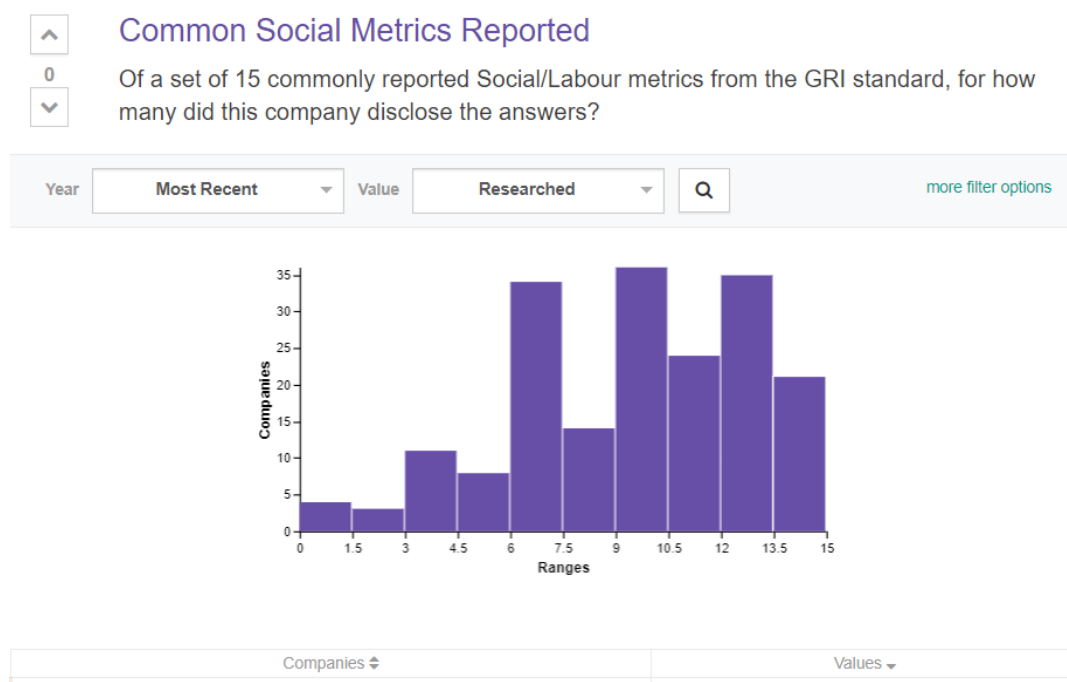 Common Social Metrics Reported
0
Of a set of 15 commonly reported Social/Labour metrics from the GRI standard, for how
many did this company disclose the answers?
Year
Most Recent
Value
Researched
more filter options
35
30
25
20
15
10
5
0
Companies
0 1.5 3 4.5 6 7.5 9 10.5 12 13.5 15
Ranges
Companies
Values